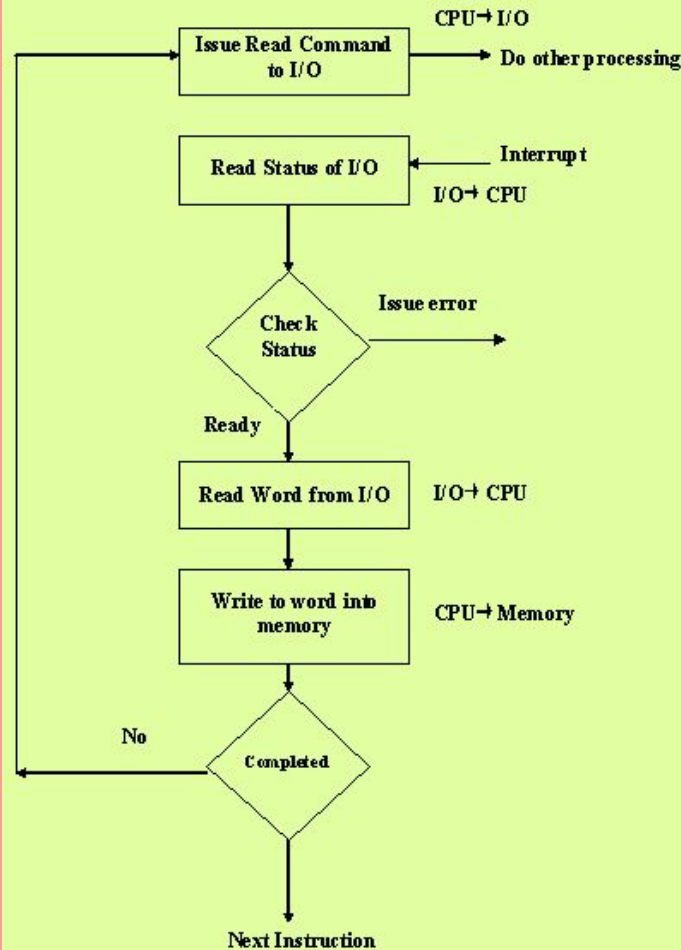 CPU→ I/O
Issue Read Command
to I/O
Do other processing
Read Status of I/O
Interrupt
I/O→ CPU
Check
Status
Issue error
Ready
Read Word from I/O
I/O→ CPU
Write to word into
memory
CPU→ Memory
No
Completed
Next Instruction